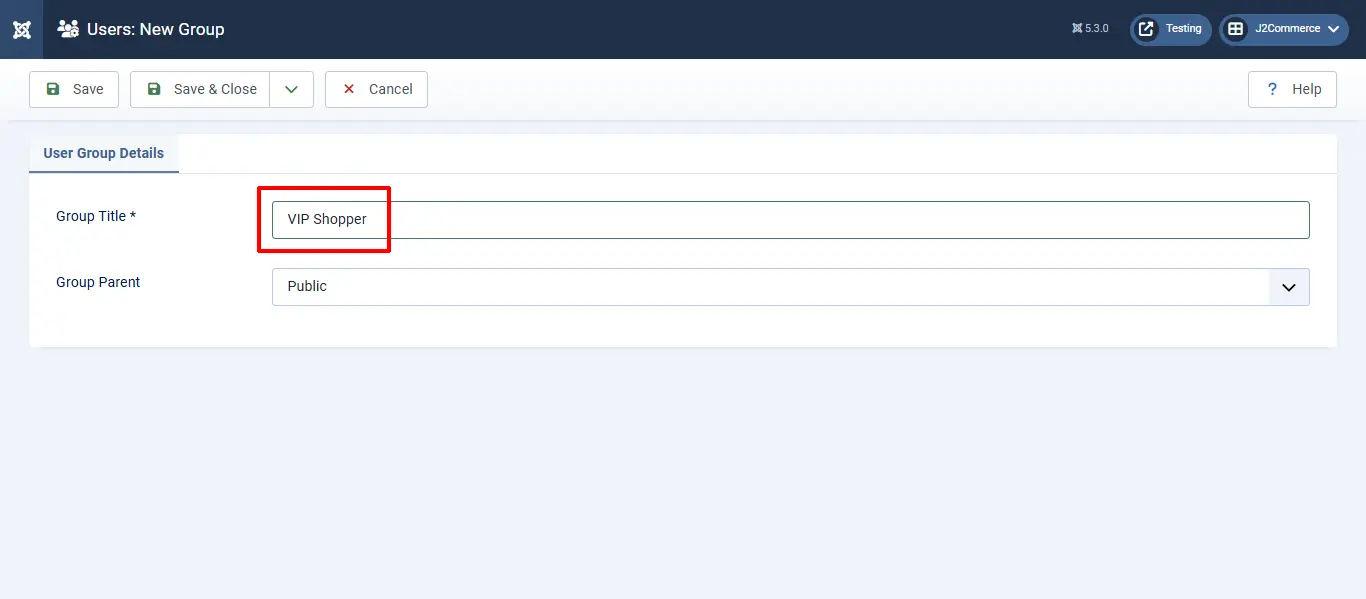 Users: New Group
5.3.0
Testing
J2Commerce
Save
Save & Close
Cancel
? Help
User Group Details
Group Title *
VIP Shopper
Group Parent
Public